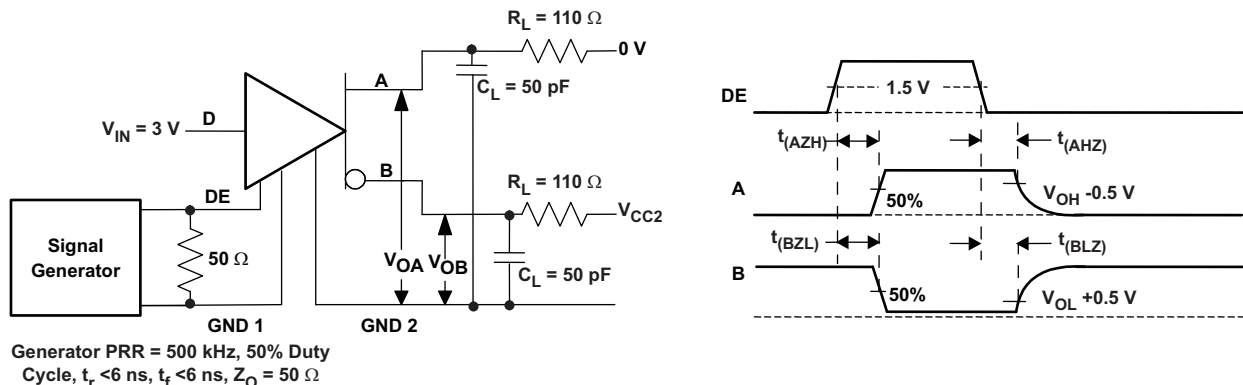 R_L = 110 Ω
0 V
A
C_L = 50 pF
V_IN = 3 V
D
B
R_L = 110 Ω
DE
V_CC2
Signal
Generator
50 Ω
V_OA
V_OB
C_L = 50 pF
GND 1
GND 2
Generator PRR = 500 kHz, 50% Duty
Cycle, t_r <6 ns, t_f <6 ns, Z_O = 50 Ω
DE
1.5 V
t_(AZH)
t_(AHZ)
A
50%
V_OH -0.5 V
t_(BZL)
t_(BLZ)
B
50%
V_OL +0.5 V